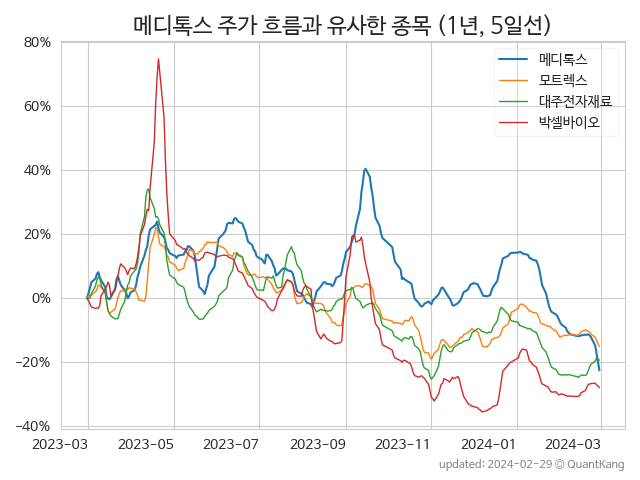 메디톡스 주가 흐름과 유사한 종목 (1년, 5일선)
80%
60%
40%
20%
0%
−20%
−40%
메디톡스
모트렉스
대주전자재료
박셀바이오
2023-03
2023-05
2023-07
2023-09
2023-11
2024-01
2024-03
updated: 2024-02-29 ⓒ QuantKang